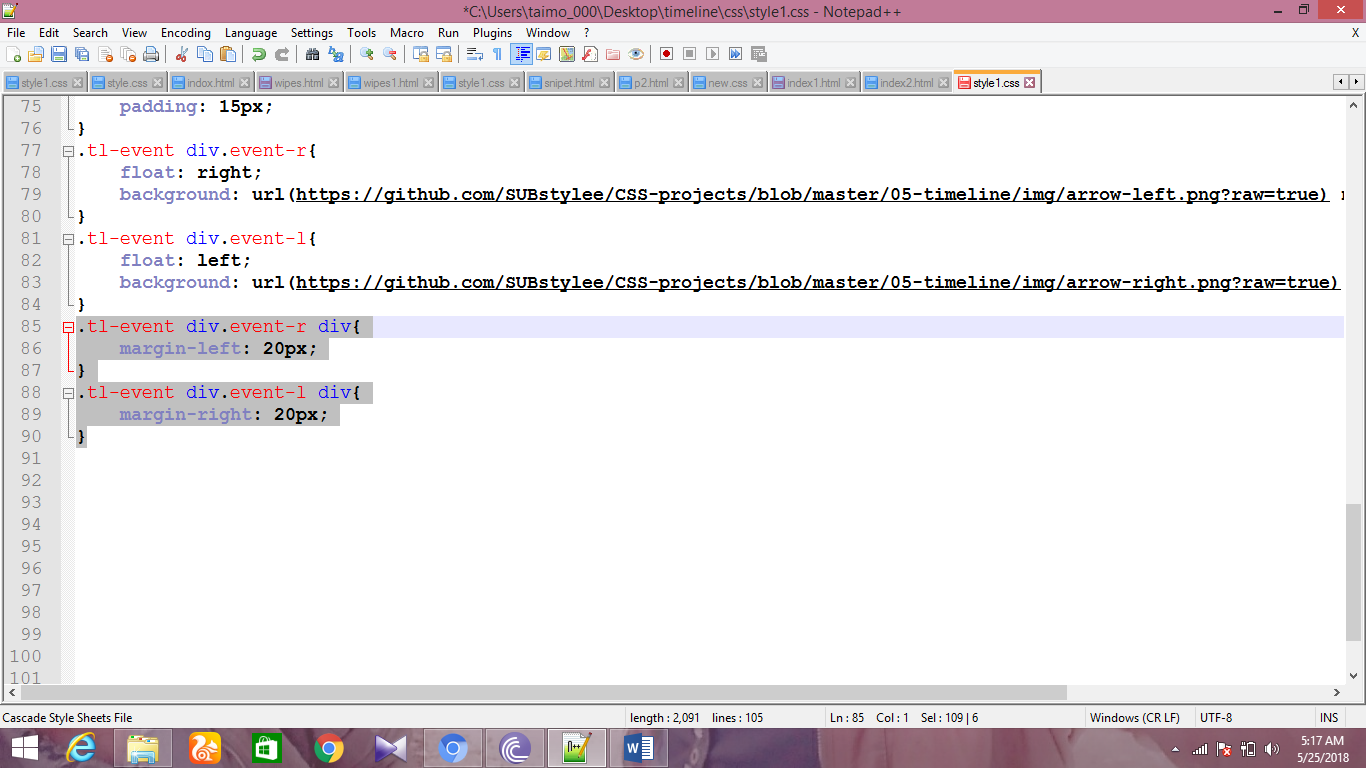 *C:\Users\taimo_000\Desktop\timeline\css\style1.css - Notepad++
File Edit Search View Encoding Language Settings Tools Macro Run Plugins Window ? X
style1.css style.css indox.html wipes.html wipes1.html style1.css snipet.html p2.html new.css index1.html index2.html style1.css
75 padding: 15px;
76 }
77 .tl-event div.event-r{
78 float: right;
79 background: url(https://github.com/SUBstylee/CSS-projects/blob/master/05-timeline/img/arrow-left.png?raw=true)
80 }
81 .tl-event div.event-l{
82 float: left;
83 background: url(https://github.com/SUBstylee/CSS-projects/blob/master/05-timeline/img/arrow-right.png?raw=true)
84 }
85 .tl-event div.event-r div{
86 margin-left: 20px;
87 }
88 .tl-event div.event-l div{
89 margin-right: 20px;
90 }
91
92
93
94
95
96
97
98
99
100
101
Cascade Style Sheets File length : 2,091 lines : 105 Ln : 85 Col : 1 Sel : 109 | 6 Windows (CR LF) UTF-8 INS
5:17 AM
5/25/2018